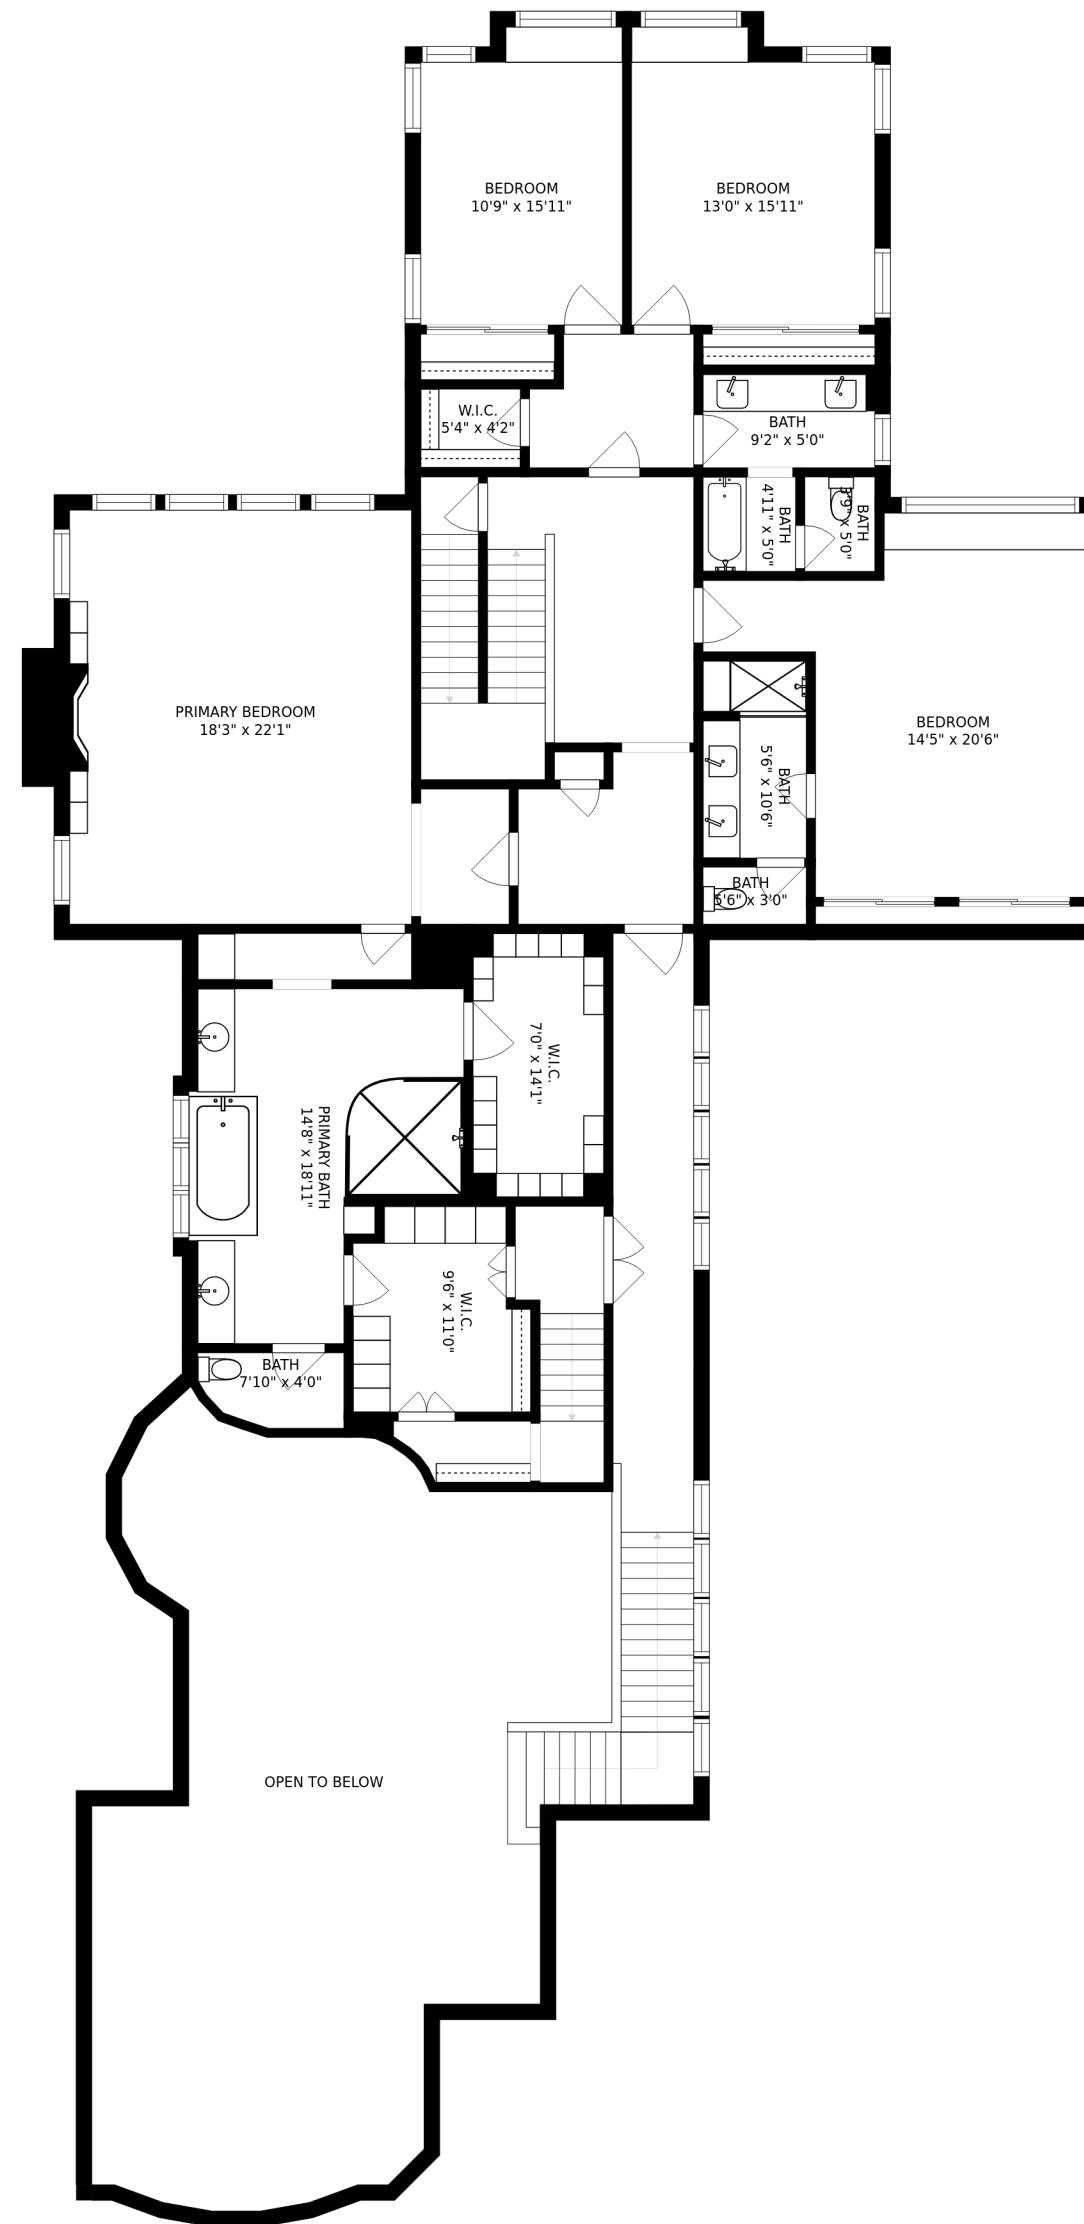 BEDROOM
10'9" x 15'11"
BEDROOM
13'0" x 15'11"
W.I.C.
5'4" x 4'2"
BATH
9'2" x 5'0"
BATH
4'11" x 5'0"
BATH
3'9" x 5'0"
PRIMARY BEDROOM
18'3" x 22'1"
BEDROOM
14'5" x 20'6"
BATH
5'6" x 10'6"
BATH
5'6" x 3'0"
W.I.C.
7'0" x 14'1"
PRIMARY BATH
14'8" x 18'11"
W.I.C.
9'6" x 11'0"
BATH
7'10" x 4'0"
OPEN TO BELOW